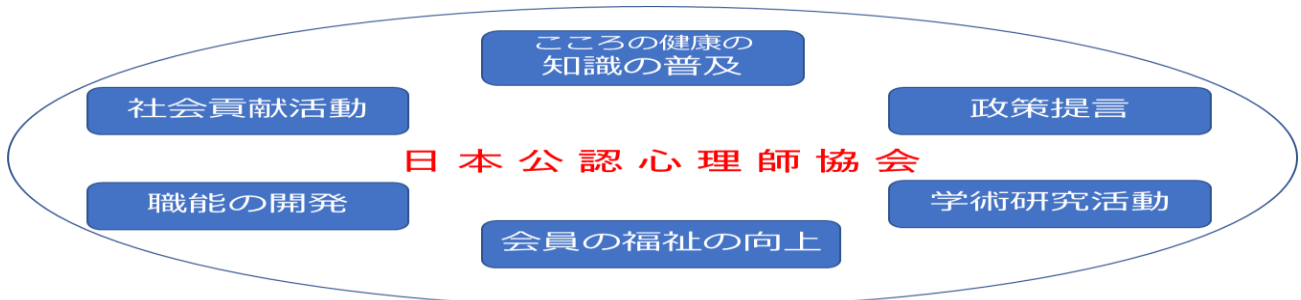 こころの健康の
知識の普及
社会貢献活動
政策提言
日本公認心理師協会
職能の開発
学術研究活動
会員の福祉の向上